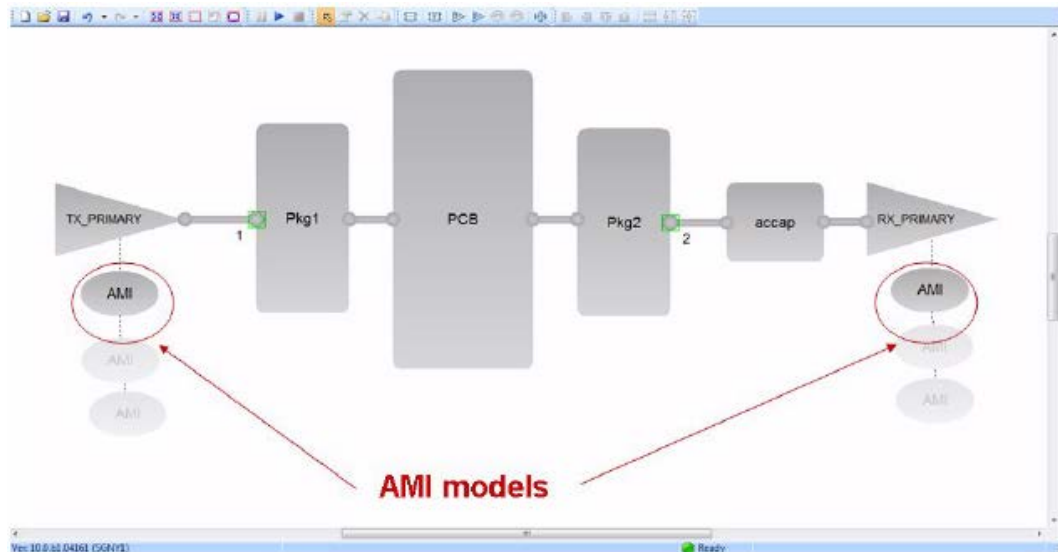 TX_PRIMARY
1
Pkg1
PCB
Pkg2
2
accap
RX_PRIMARY
AMI
AMI
AMI
AMI
AMI
AMI
AMI models
Ready